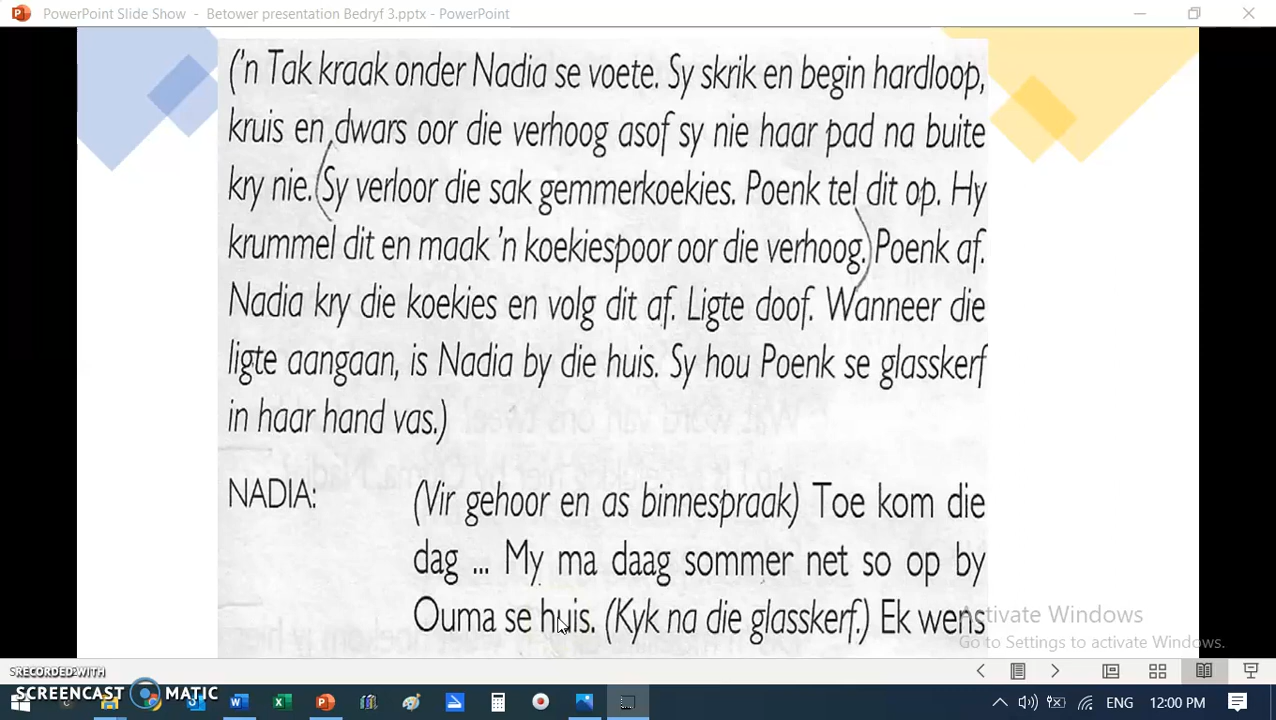 PowerPoint Slide Show - Betower presentation Bedryf 3.pptx - PowerPoint
('n Tak kraak onder Nadia se voete. Sy skrik en begin hardloop,
kruis en dwars oor die verhoog asof sy nie haar pad na buite
kry nie. Sy verloor die sak gemmerkoekies. Poenk tel dit op. Hy
krummel dit en maak 'n koekiespoor oor die verhoog. Poenk af.
Nadia kry die koekies en volg dit af. Ligte doof. Wanneer die
ligte aangaan, is Nadia by die huis. Sy hou Poenk se glasskerf
in haar hand vas.)
NADIA: (Vir gehoor en as binnespraak) Toe kom die
dag ... My ma daag sommer net so op by
Ouma se huis. (Kyk na die glasskerf.) Ek wens
Activate Windows
Go to Settings to activate Windows.
RECORDED WITH
SCREENCAST MATIC
ENG 12:00 PM